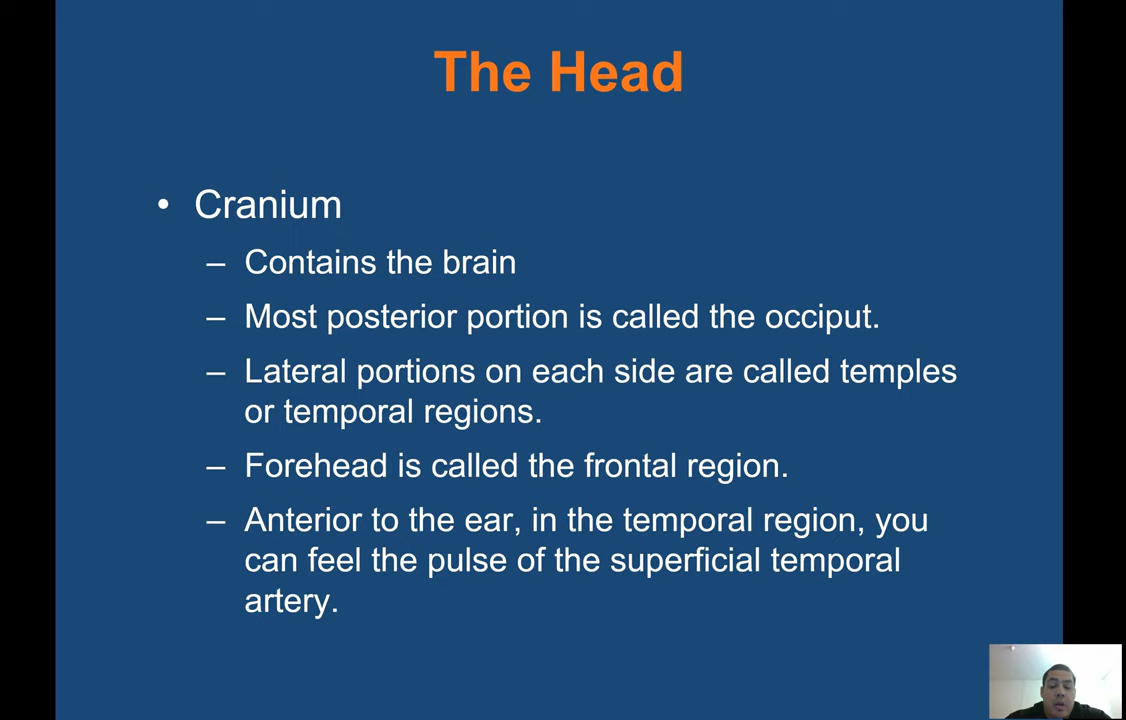 The Head
• Cranium
– Contains the brain
– Most posterior portion is called the occiput.
– Lateral portions on each side are called temples
or temporal regions.
– Forehead is called the frontal region.
– Anterior to the ear, in the temporal region, you
can feel the pulse of the superficial temporal
artery.